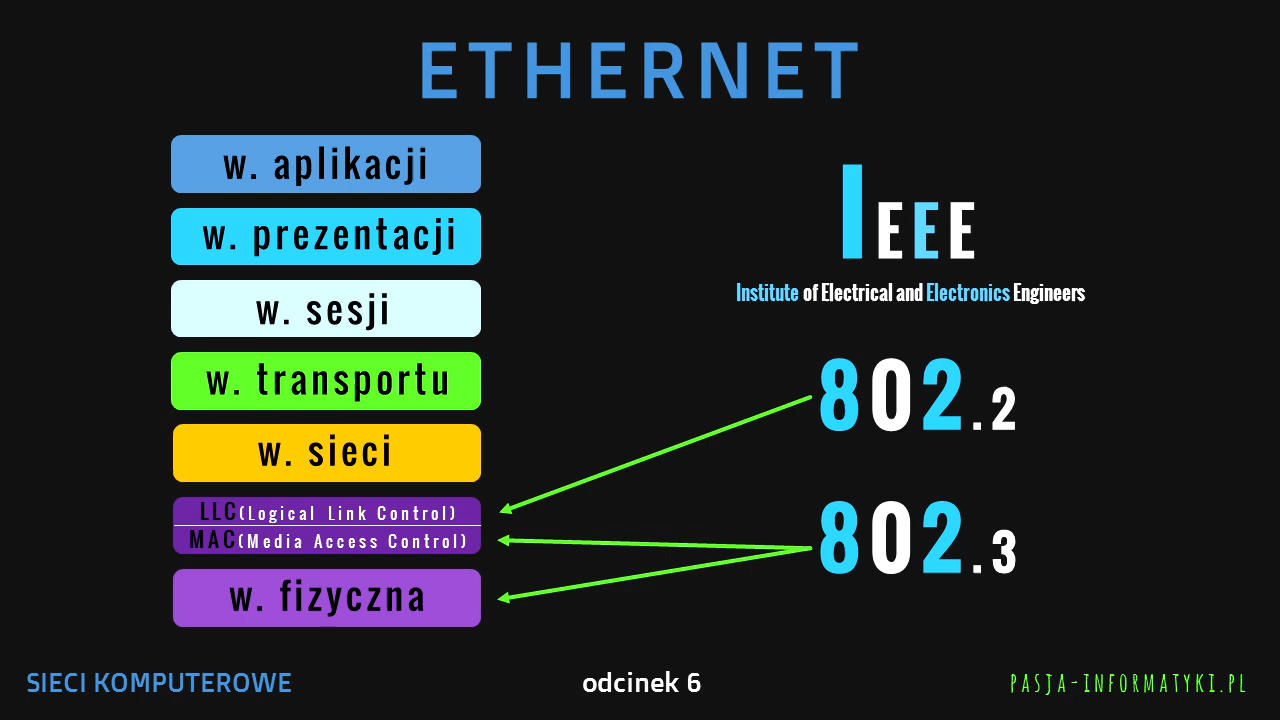 ETHERNET
w. aplikacji
w. prezentacji
w. sesji
w. transportu
w. sieci
LLC(Logical Link Control)
MAC(Media Access Control)
w. fizyczna
IEEE
Institute of Electrical and Electronics Engineers
802.2
802.3
SIECI KOMPUTEROWE
odcinek 6
PASJA-INFORMATYKI.PL